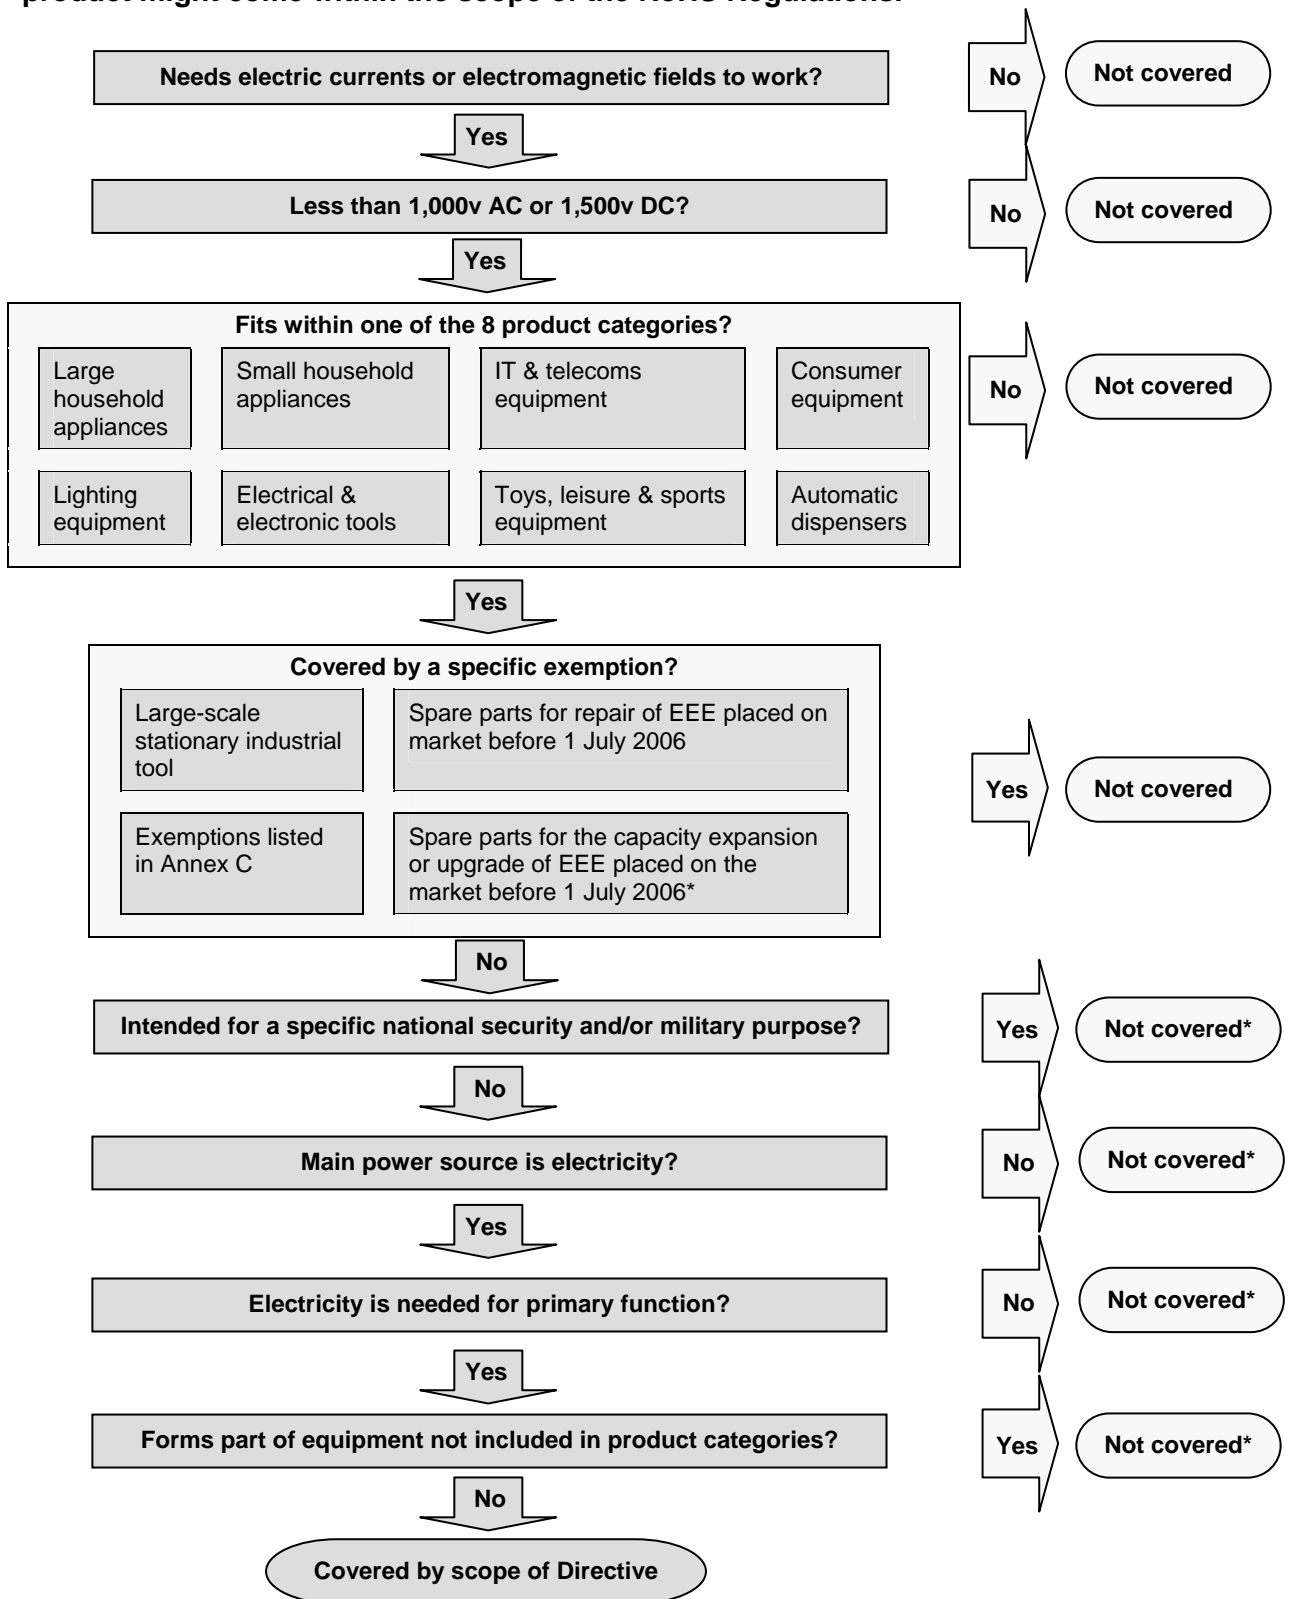 product might come within the scope of the RoHS Regulations.
Needs electric currents or electromagnetic fields to work?
No
Not covered
Yes
Less than 1,000v AC or 1,500v DC?
No
Not covered
Yes
Fits within one of the 8 product categories?
Large
household
appliances
Small household
appliances
IT & telecoms
equipment
Consumer
equipment
No
Not covered
Lighting
equipment
Electrical &
electronic tools
Toys, leisure & sports
equipment
Automatic
dispensers
Yes
Covered by a specific exemption?
Large-scale
stationary industrial
tool
Spare parts for repair of EEE placed on
market before 1 July 2006
Yes
Not covered
Exemptions listed
in Annex C
Spare parts for the capacity expansion
or upgrade of EEE placed on the
market before 1 July 2006*
No
Intended for a specific national security and/or military purpose?
Yes
Not covered*
No
Main power source is electricity?
No
Not covered*
Yes
Electricity is needed for primary function?
No
Not covered*
Yes
Forms part of equipment not included in product categories?
Yes
Not covered*
No
Covered by scope of Directive